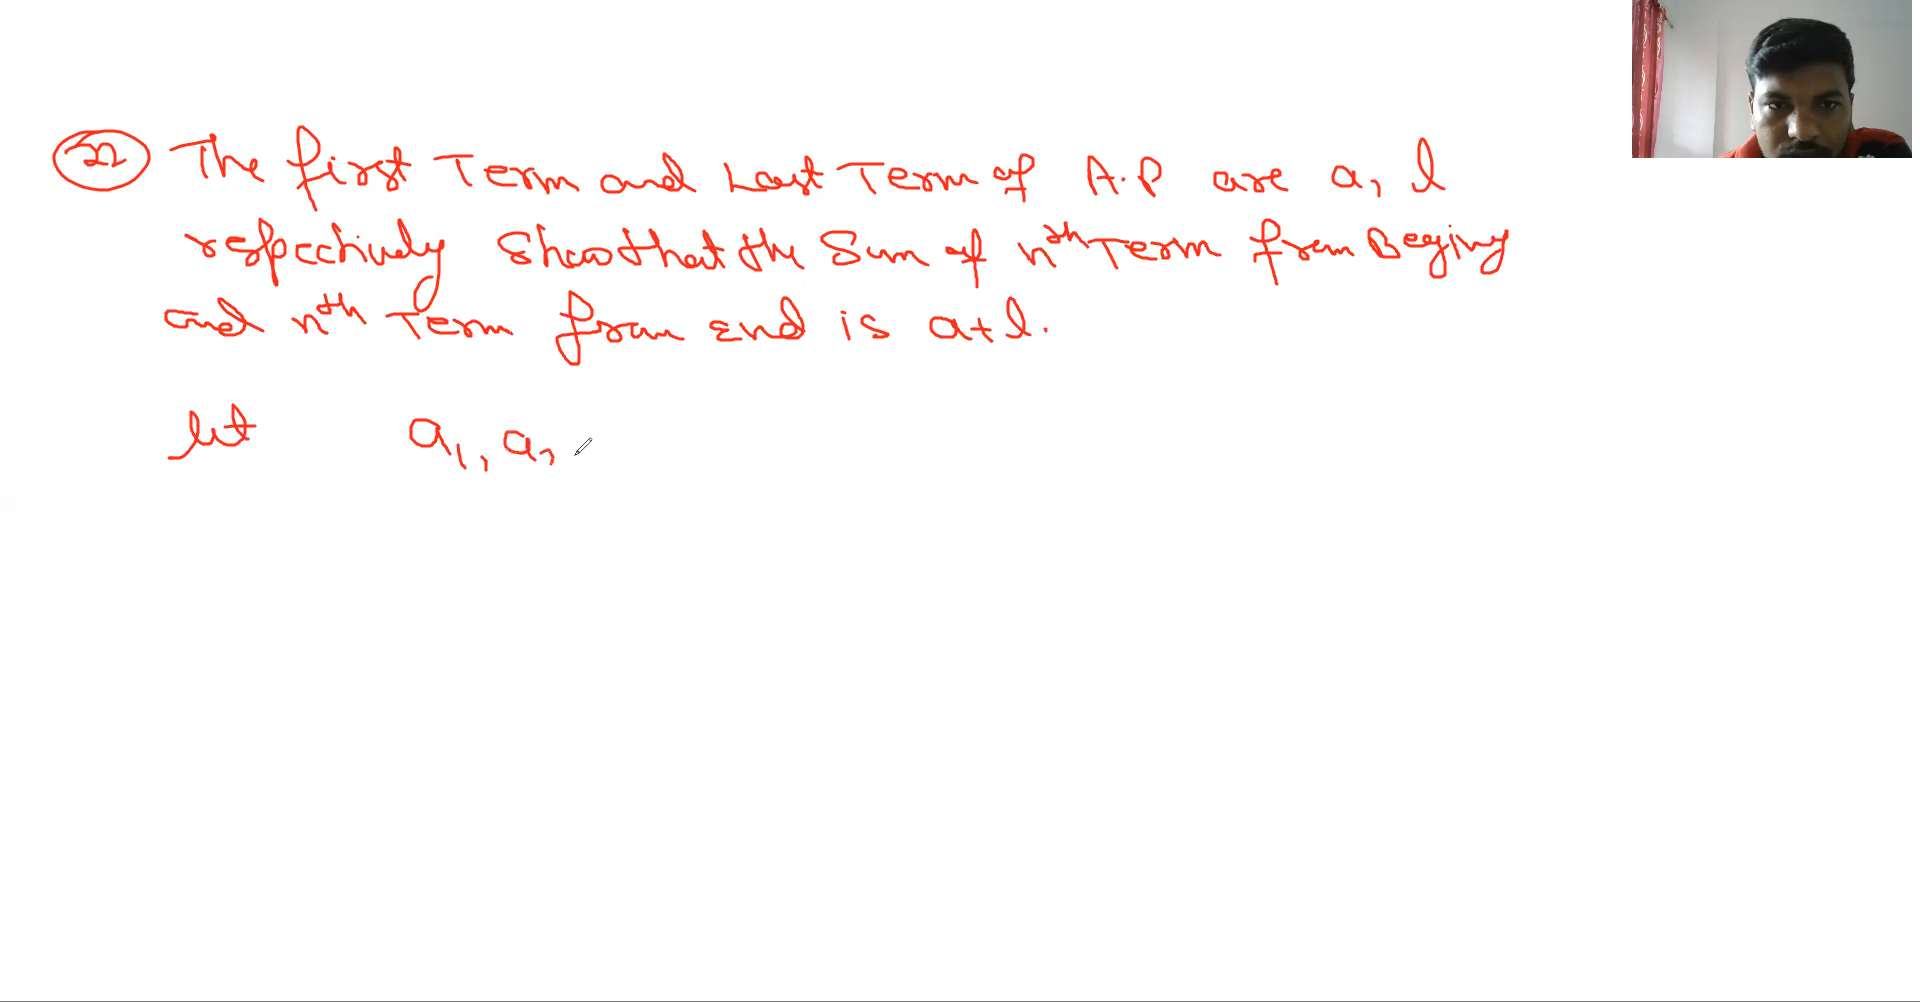 22 The first Term and Last Term of A.P are a, l
respectively Show that the Sum of nth Term from Beginy
and nth Term from End is a+l.
let a1, a2